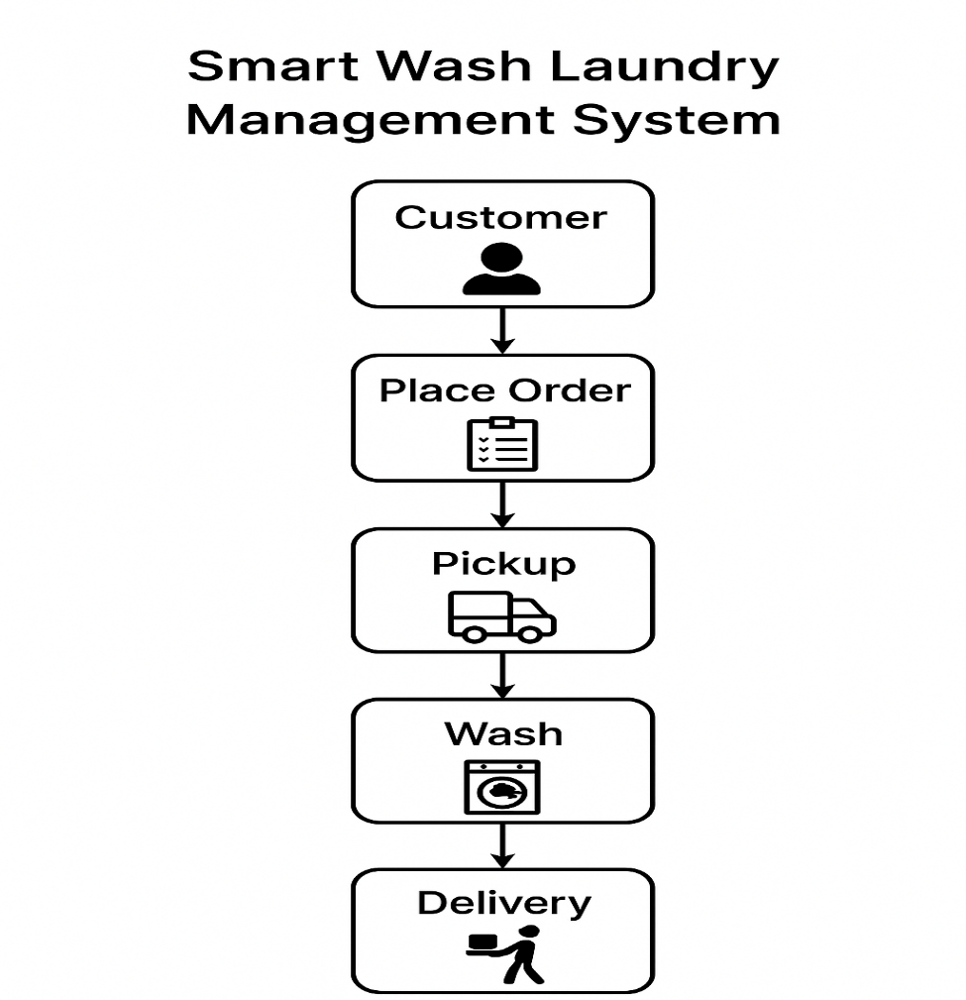 Smart Wash Laundry
Management System
Customer
Place Order
Pickup
Wash
Delivery